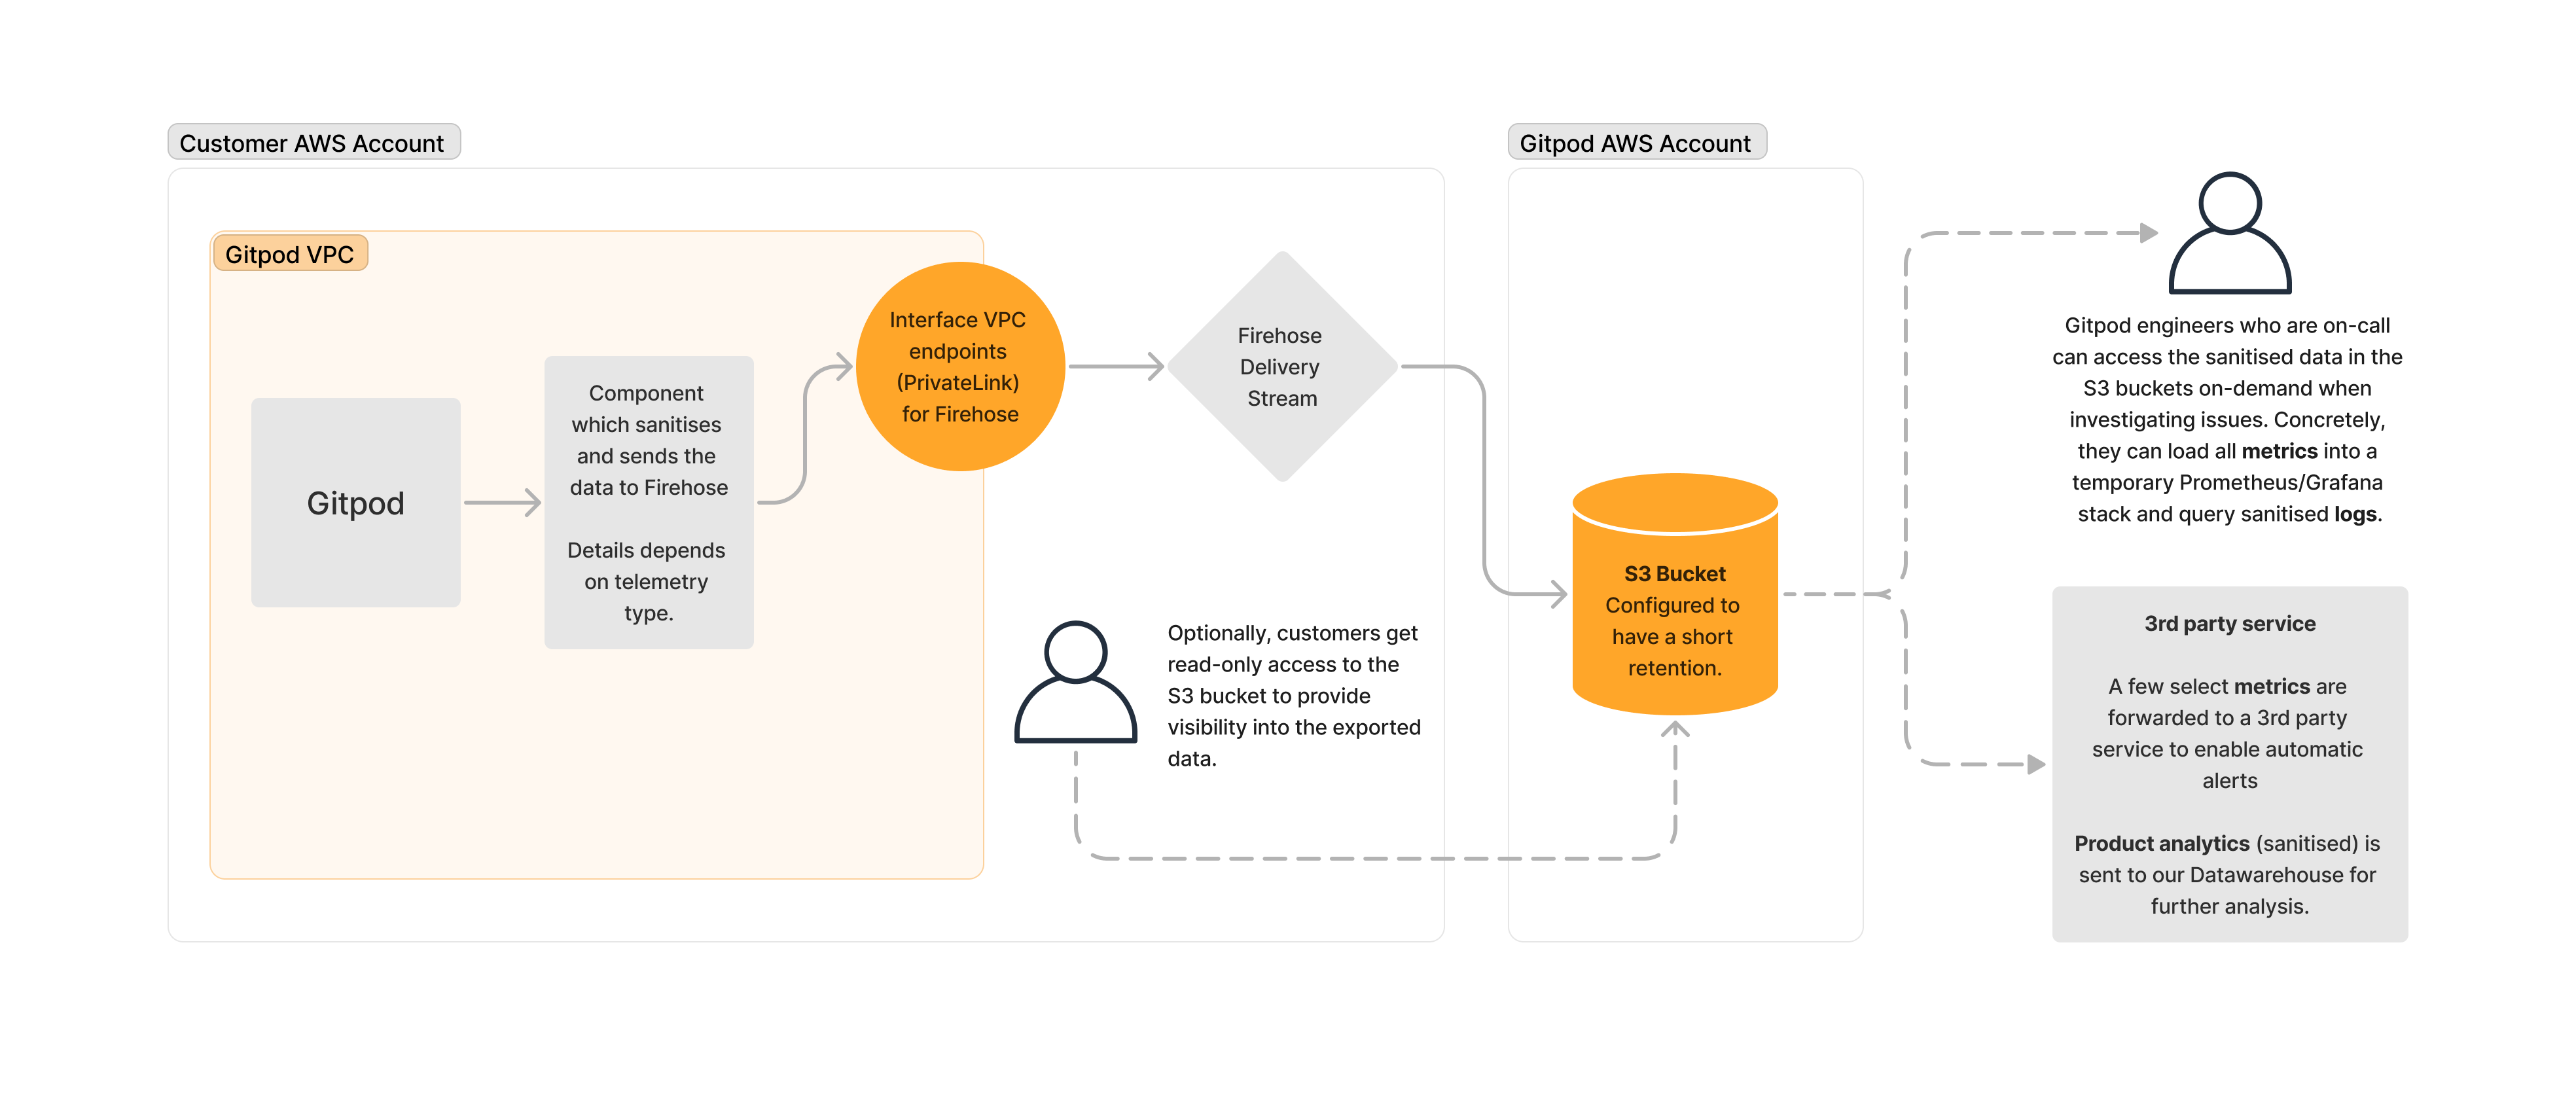 Customer AWS Account
Gitpod VPC
Gitpod
Component
which sanitises
and sends the
data to Firehose
Details depends
on telemetry
type.
Interface VPC
endpoints
(PrivateLink)
for Firehose
Firehose
Delivery
Stream
Optionally, customers get
read-only access to the
S3 bucket to provide
visibility into the exported
data.
Gitpod AWS Account
S3 Bucket
Configured to
have a short
retention.
Gitpod engineers who are on-call
can access the sanitised data in the
S3 buckets on-demand when
investigating issues. Concretely,
they can load all metrics into a
temporary Prometheus/Grafana
stack and query sanitised logs.
3rd party service
A few select metrics are
forwarded to a 3rd party
service to enable automatic
alerts
Product analytics (sanitised) is
sent to our Datawarehouse for
further analysis.